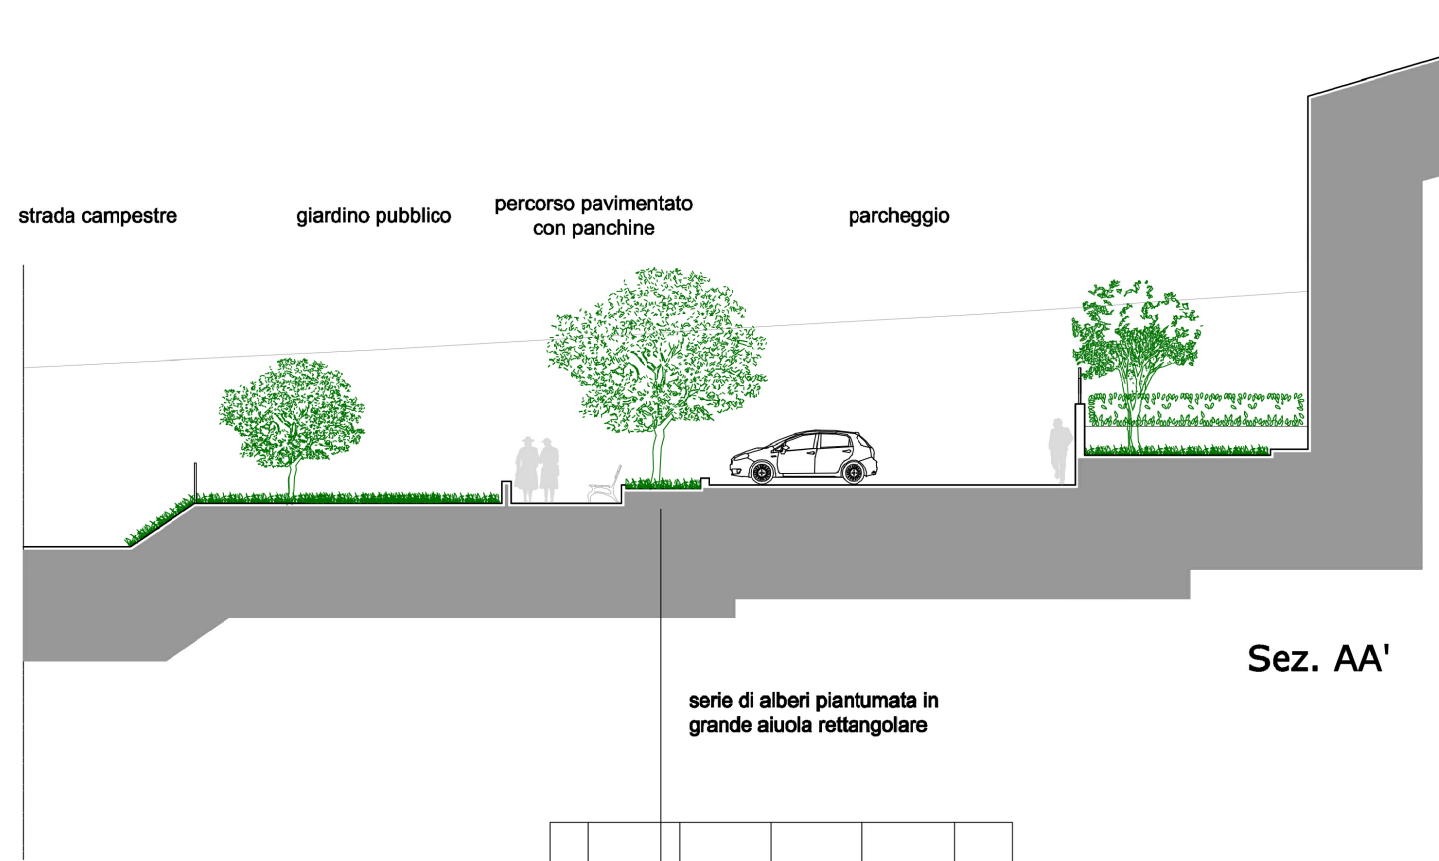 strada campestre
giardino pubblico
percorso pavimentato
con panchine
parcheggio
Sez. AA'
serie di alberi piantumata in
grande aiuola rettangolare